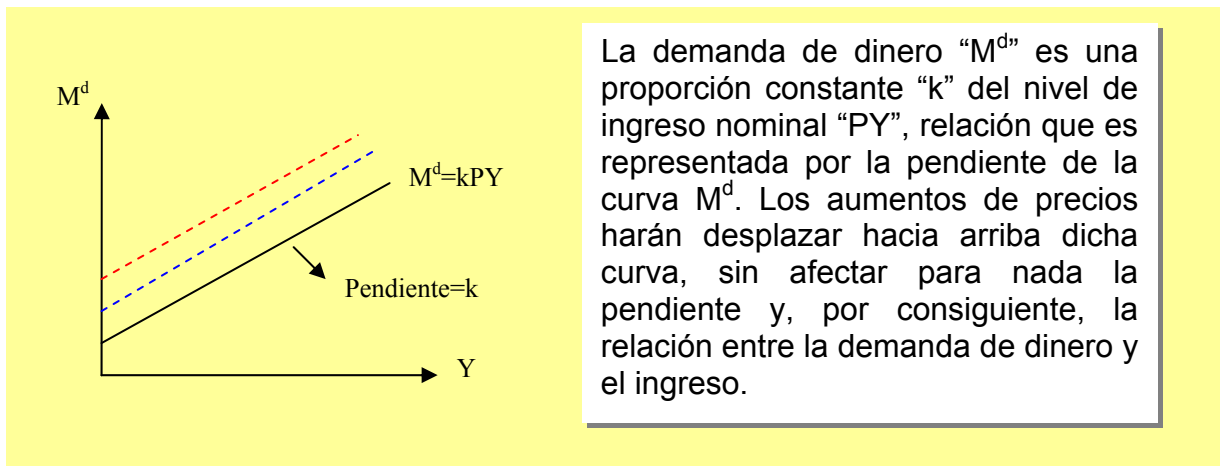 M^d
M^d=kPY
Pendiente=k
Y
La demanda de dinero “M^d” es una
proporción constante “k” del nivel de
ingreso nominal “PY”, relación que es
representada por la pendiente de la
curva M^d. Los aumentos de precios
harán desplazar hacia arriba dicha
curva, sin afectar para nada la
pendiente y, por consiguiente, la
relación entre la demanda de dinero y
el ingreso.